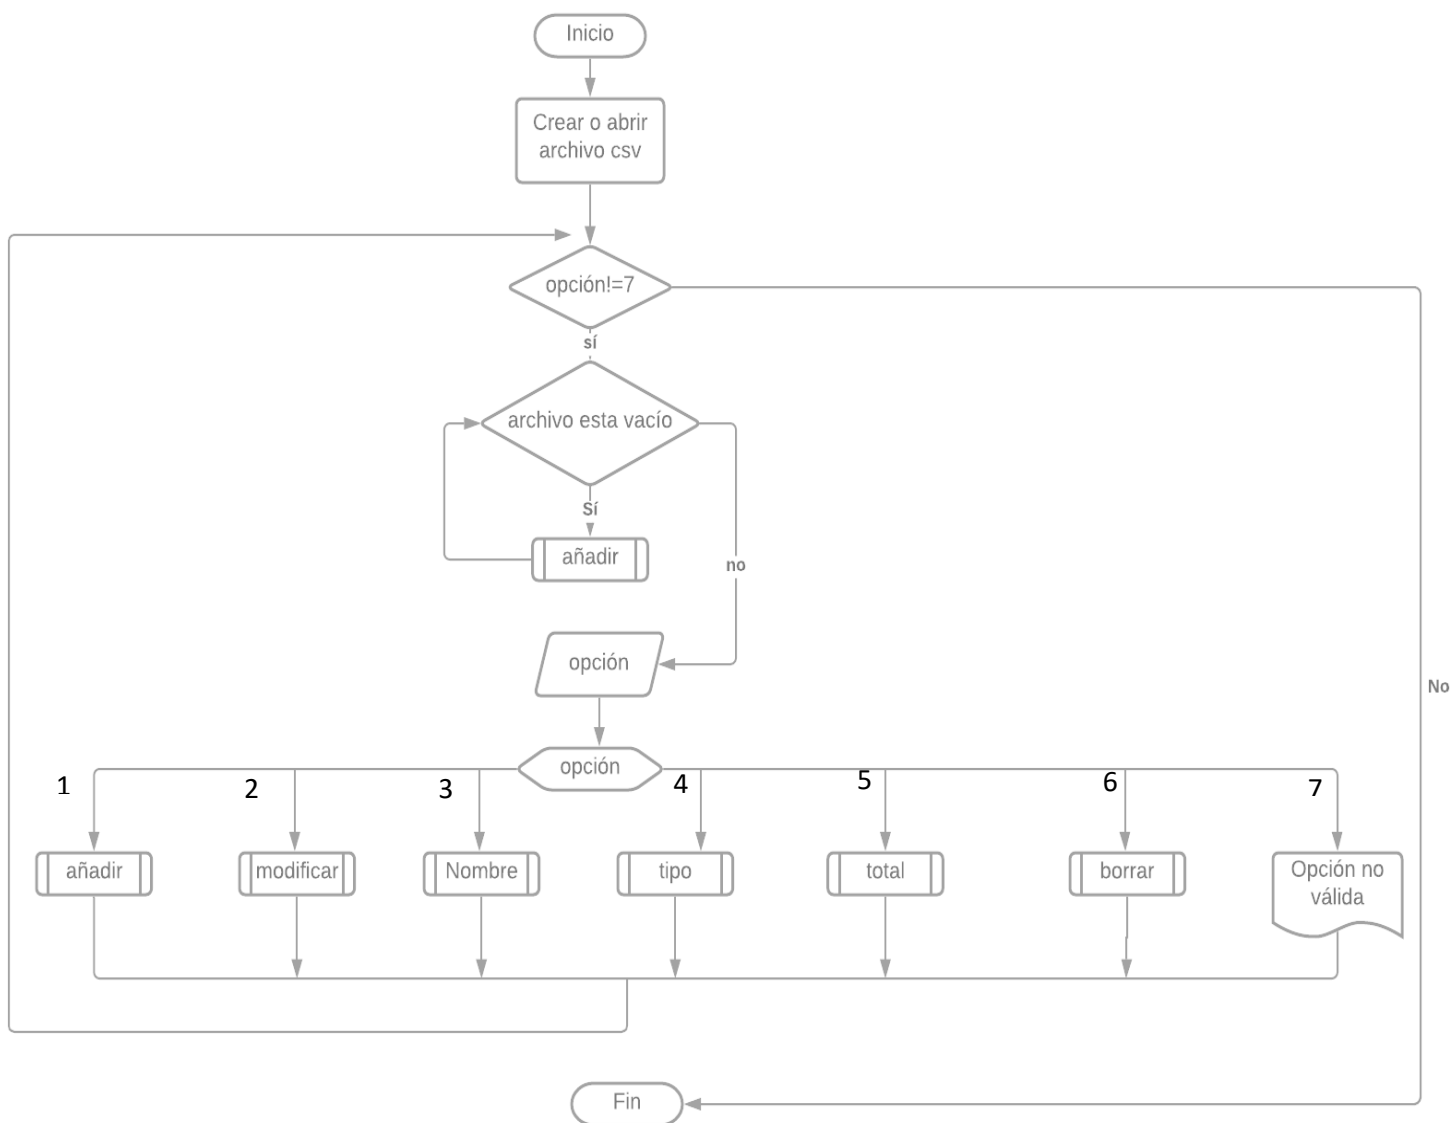 Inicio
Crear o abrir
archivo csv
opción!=7
sí
archivo esta vacío
Sí
añadir
no
opción
No
opción
1
2
3
4
5
6
7
añadir
modificar
Nombre
tipo
total
borrar
Opción no
válida
Fin